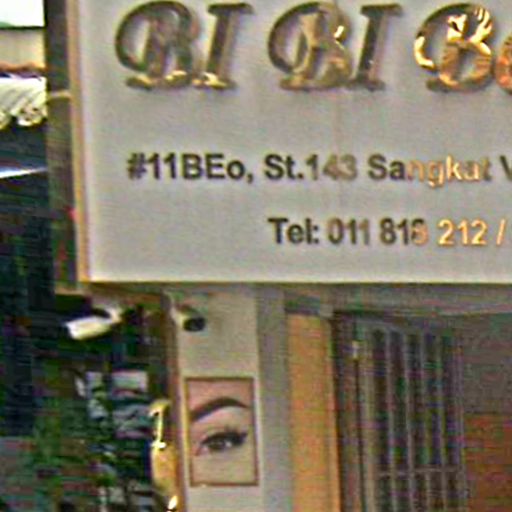 BI BI B
#11BEo, St.143 Sangkat V
Tel: 011 818 212 /